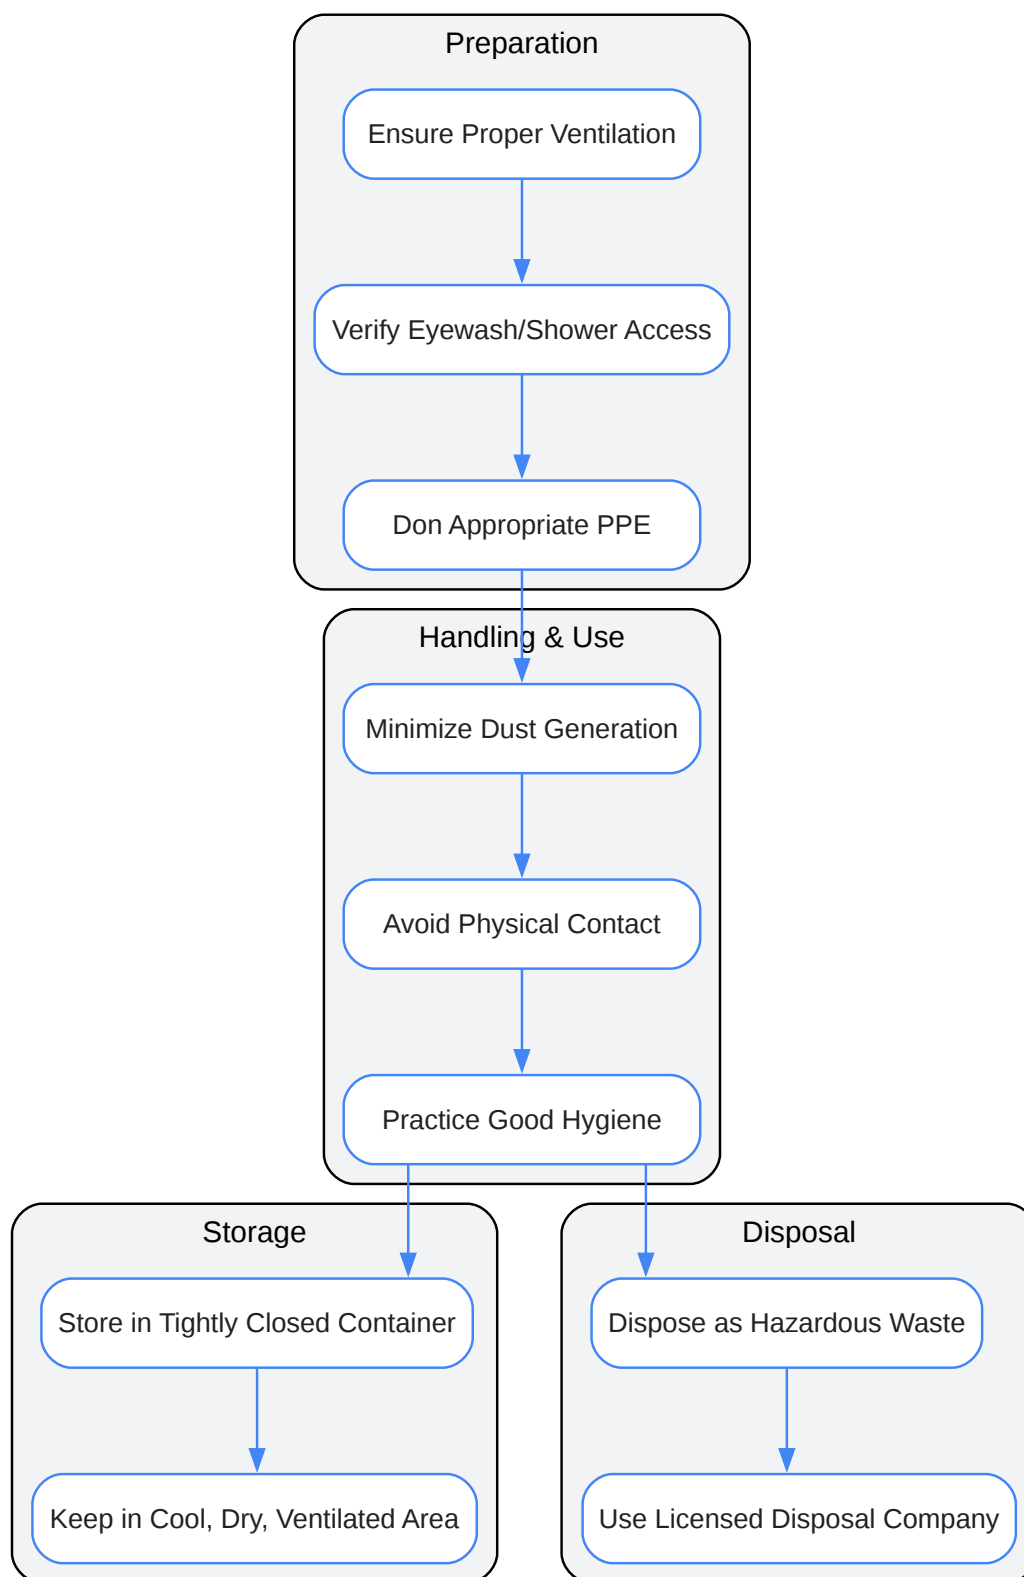 Preparation
Ensure Proper Ventilation
Verify Eyewash/Shower Access
Don Appropriate PPE
Handling & Use
Minimize Dust Generation
Avoid Physical Contact
Practice Good Hygiene
Storage
Store in Tightly Closed Container
Keep in Cool, Dry, Ventilated Area
Disposal
Dispose as Hazardous Waste
Use Licensed Disposal Company